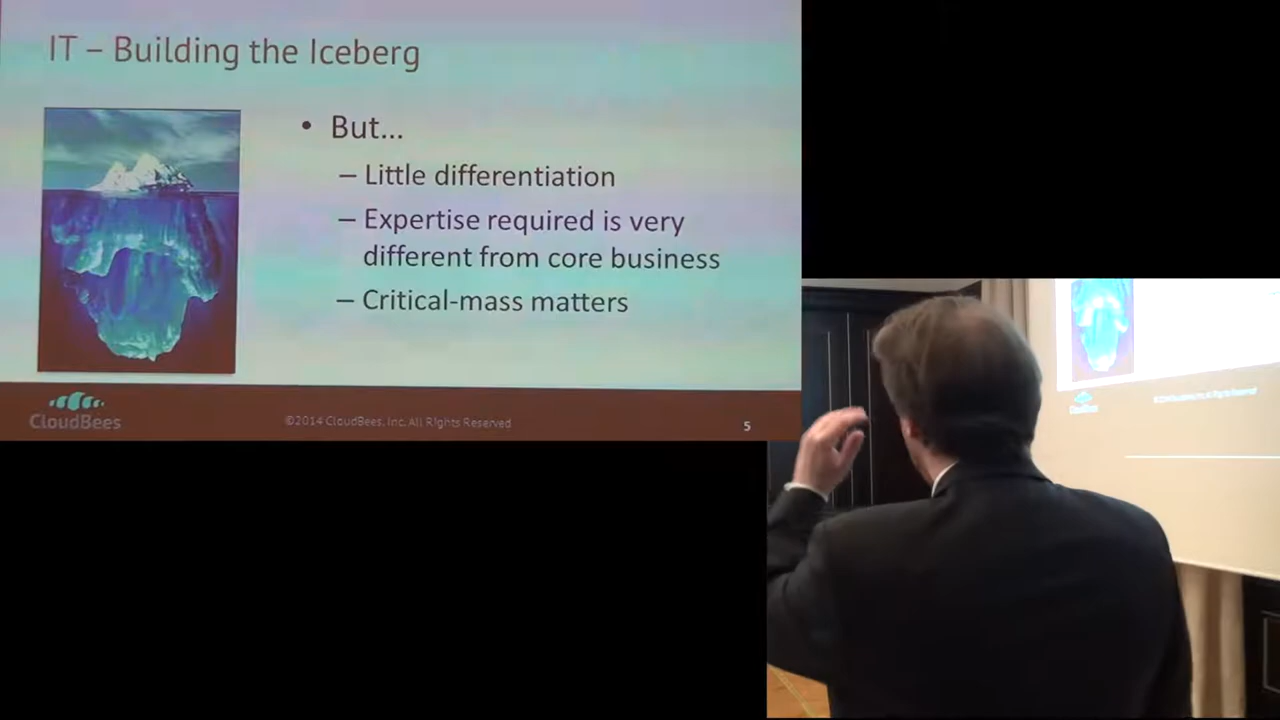 IT – Building the Iceberg
• But...
– Little differentiation
– Expertise required is very
different from core business
– Critical-mass matters
CloudBees
©2014 CloudBees, Inc. All Rights Reserved
5
CloudBees